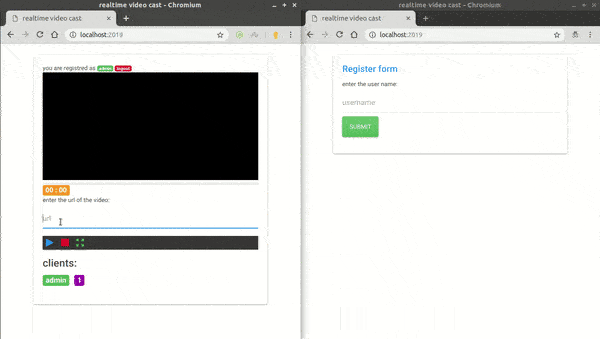 realtime video cast - Chromium
realtime video cast
localhost:2018
you are registred as admin logout
00 : 00
enter the url of the video:
url
clients:
admin 1
realtime video cast - Chromium
realtime video cast
localhost:2019
Register form
enter the user name:
username
SUBMIT